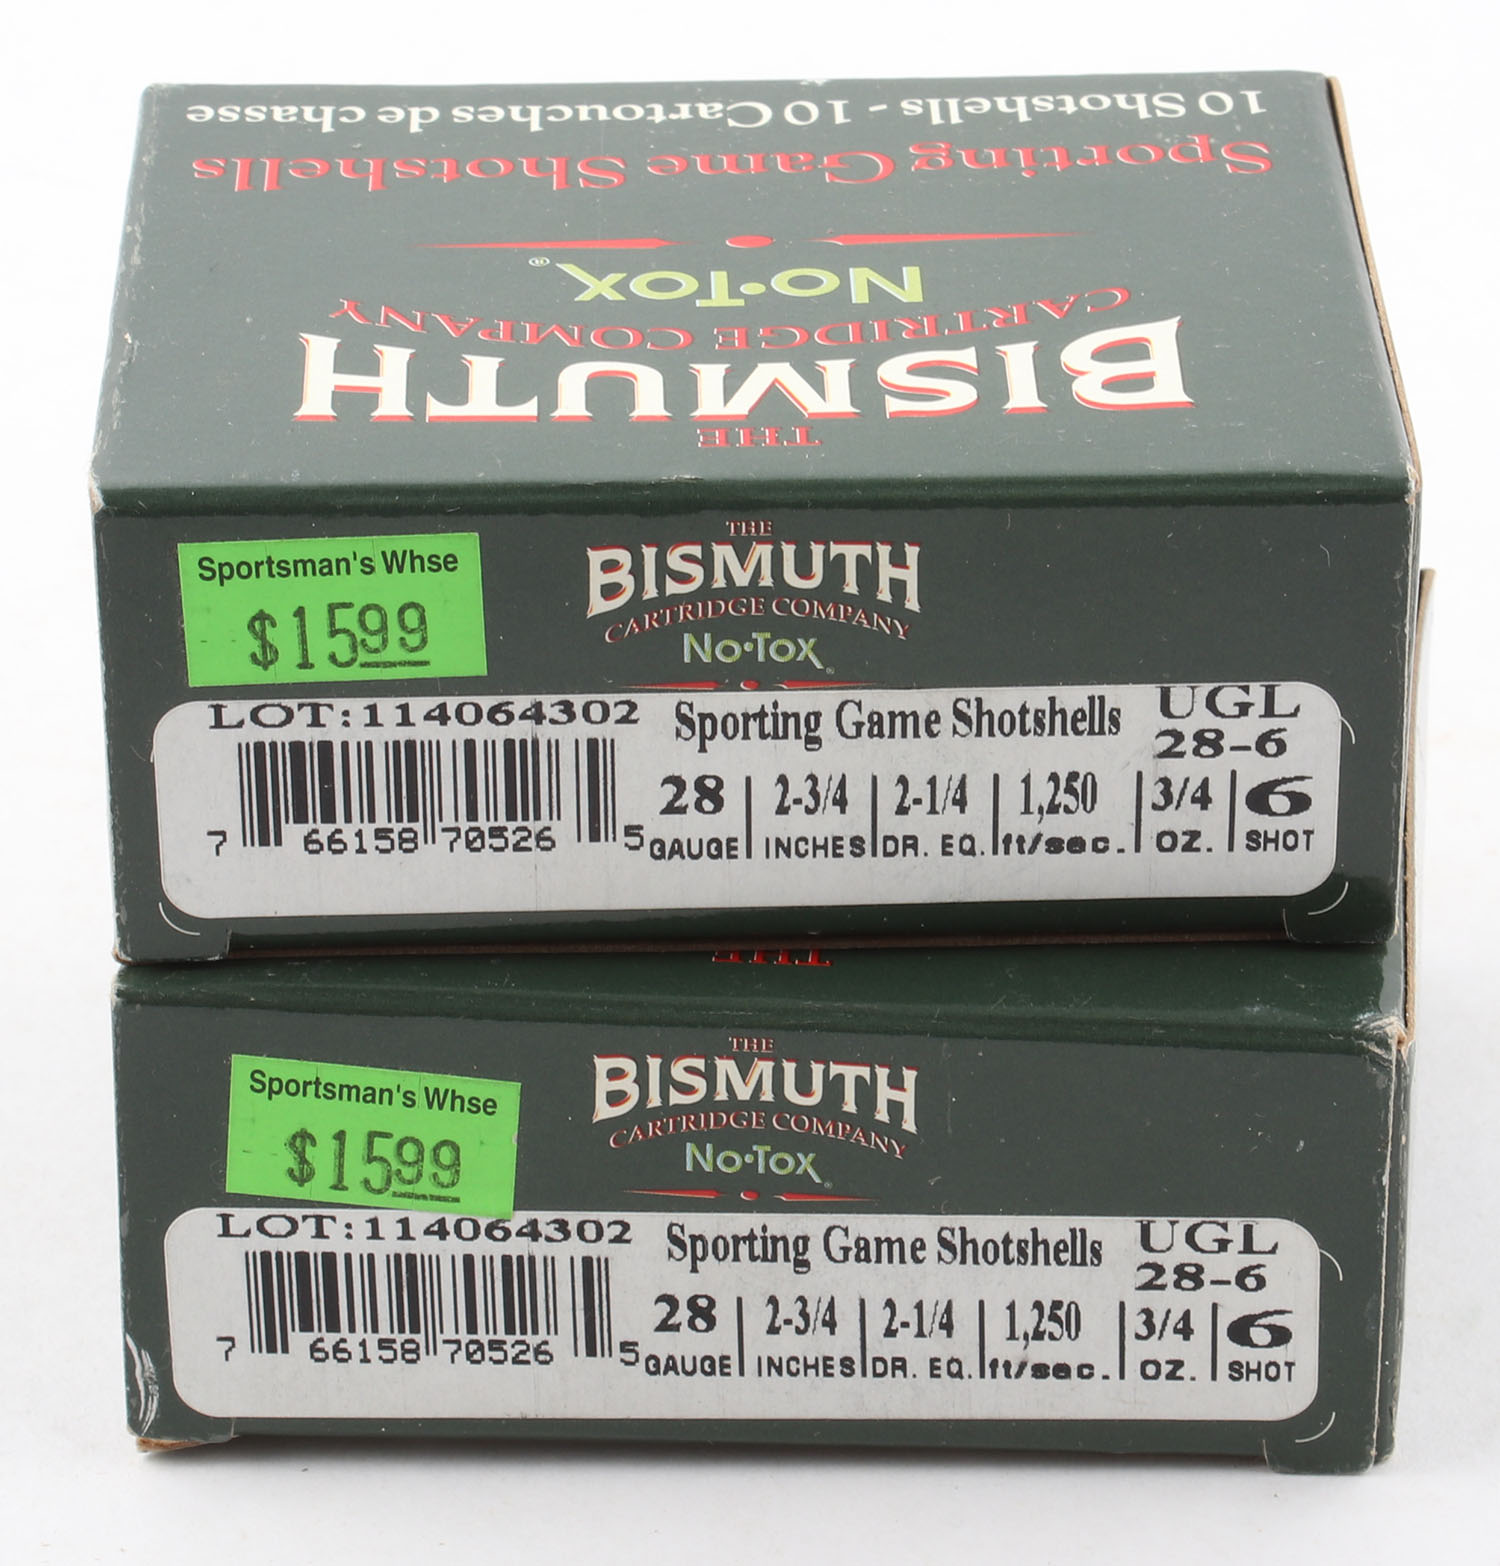 10 Shotshells - 10 Cartouches de chasse
Sporting Game Shotshells
No•Tox®
CARTRIDGE COMPANY
BISMUTH
THE
Sportsman's Whse
$1599
THE
BISMUTH
CARTRIDGE COMPANY
No•Tox
LOT:114064302
Sporting Game Shotshells
UGL
28-6
28 | 2-3/4 | 2-1/4 | 1,250 | 3/4 | 6
GAUGE | INCHES | DR. EQ. | ft/sec. | OZ. | SHOT
7 66158 70526 5
THE
Sportsman's Whse
$1599
THE
BISMUTH
CARTRIDGE COMPANY
No•Tox
LOT:114064302
Sporting Game Shotshells
UGL
28-6
28 | 2-3/4 | 2-1/4 | 1,250 | 3/4 | 6
GAUGE | INCHES | DR. EQ. | ft/sec. | OZ. | SHOT
7 66158 70526 5